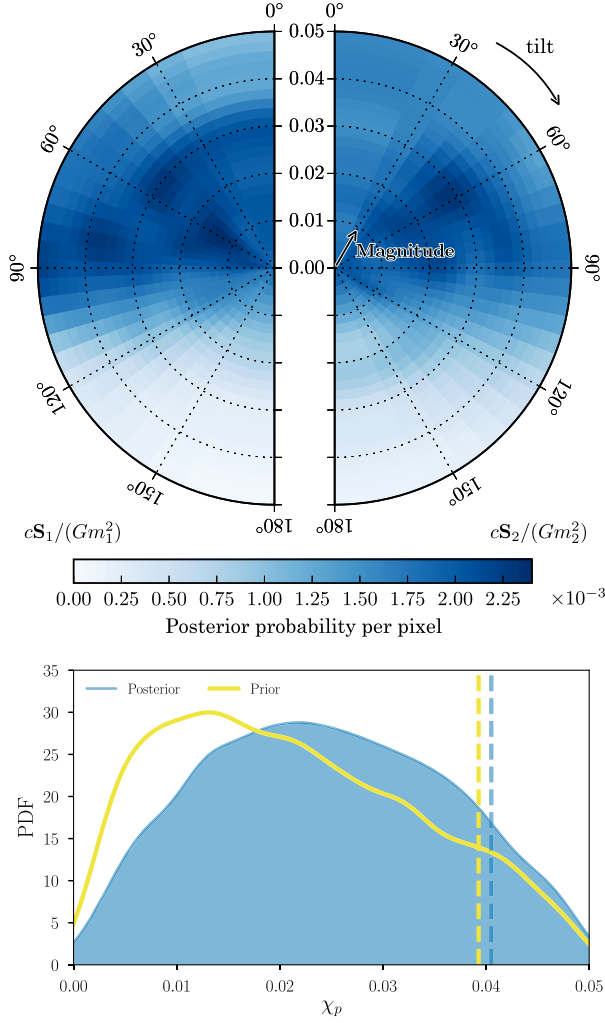 0° 0.05 0°
30° 30° tilt
0.04
60° 60°
0.03
0.02
0.01
Magnitude
90° 0.00 90°
120° 120°
150° 150°
180° 180°
cS₁/(Gm₁²) cS₂/(Gm₂²)
0.00 0.25 0.50 0.75 1.00 1.25 1.50 1.75 2.00 2.25 ×10⁻³
Posterior probability per pixel
35
Posterior Prior
30
25
20
15
10
5
0
PDF
0.00 0.01 0.02 0.03 0.04 0.05
χₚ